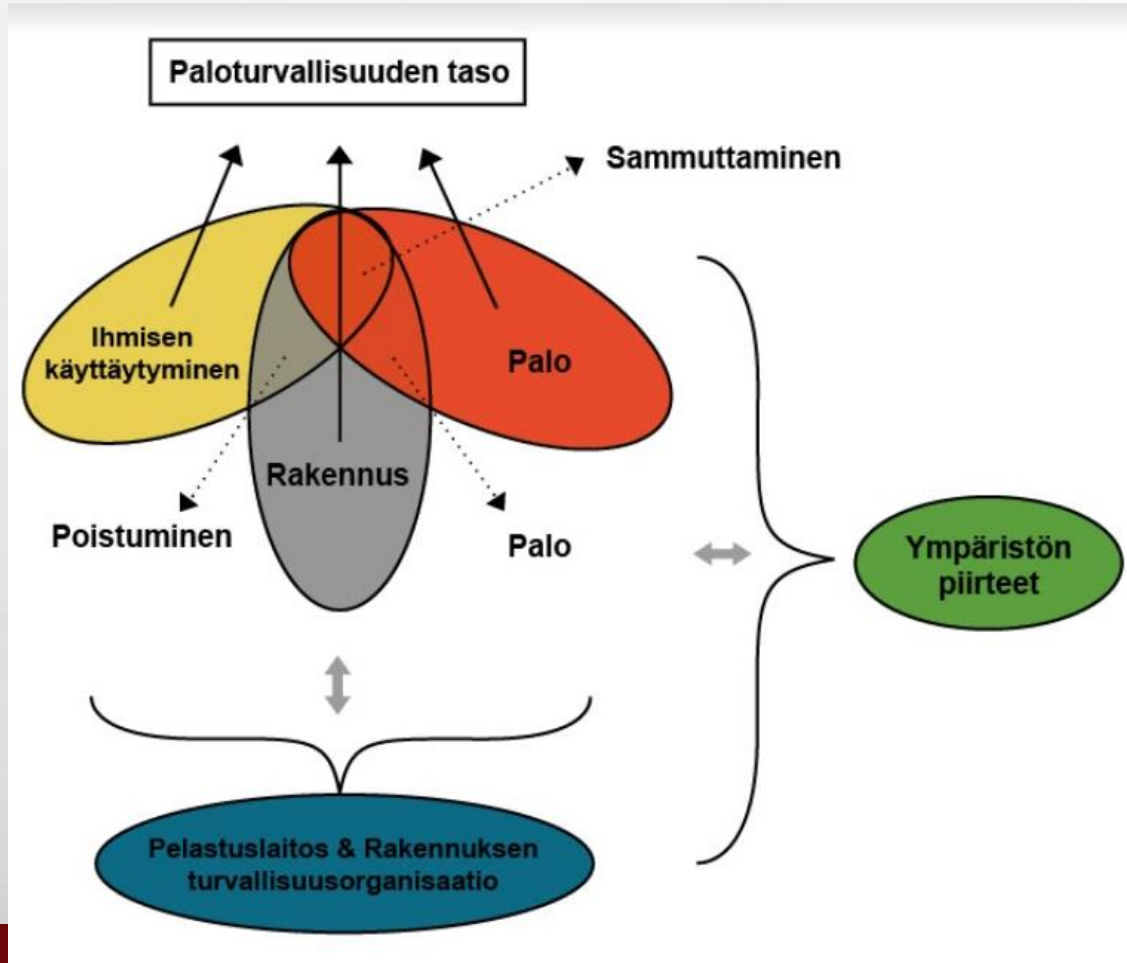 Paloturvallisuuden taso
Sammuttaminen
Ihmisen
käyttäytyminen
Palo
Rakennus
Poistuminen
Palo
Ympäristön
piirteet
Pelastuslaitos & Rakennuksen
turvallisuusorganisaatio